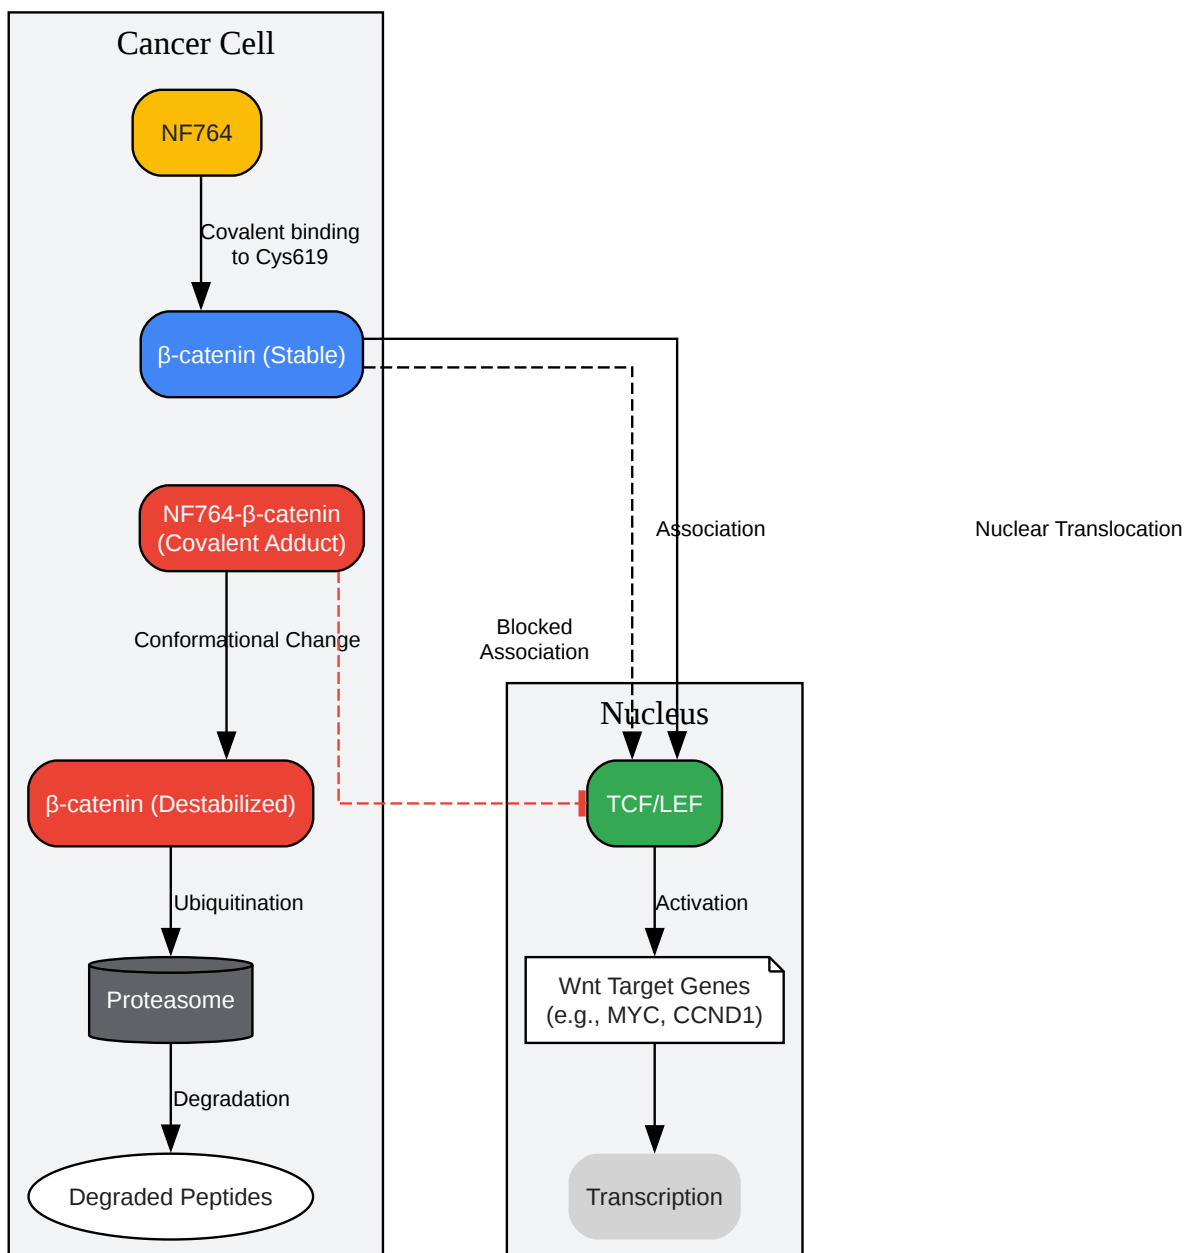 Cancer Cell
NF764
Covalent binding
to Cys619
β-catenin (Stable)
NF764-β-catenin
(Covalent Adduct)
Association
Nuclear Translocation
Blocked
Association
Conformational Change
Nucleus
β-catenin (Destabilized)
TCF/LEF
Ubiquitination
Activation
Proteasome
Wnt Target Genes
(e.g., MYC, CCND1)
Degradation
Degraded Peptides
Transcription